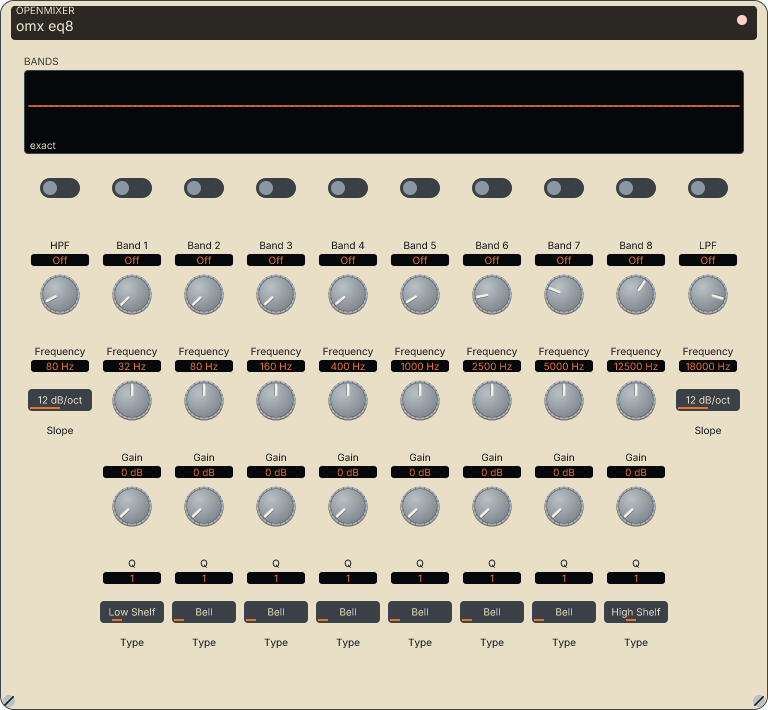 OPENMIXER
omx eq8
BANDS
exact
HPF Band 1 Band 2 Band 3 Band 4 Band 5 Band 6 Band 7 Band 8 LPF
Off Off Off Off Off Off Off Off Off Off
Frequency Frequency Frequency Frequency Frequency Frequency Frequency Frequency Frequency Frequency
80 Hz 32 Hz 80 Hz 160 Hz 400 Hz 1000 Hz 2500 Hz 5000 Hz 12500 Hz 18000 Hz
12 dB/oct 12 dB/oct
Slope Slope
Gain Gain Gain Gain Gain Gain Gain Gain
0 dB 0 dB 0 dB 0 dB 0 dB 0 dB 0 dB 0 dB
Q Q Q Q Q Q Q Q
1 1 1 1 1 1 1 1
Low Shelf Bell Bell Bell Bell Bell Bell High Shelf
Type Type Type Type Type Type Type Type